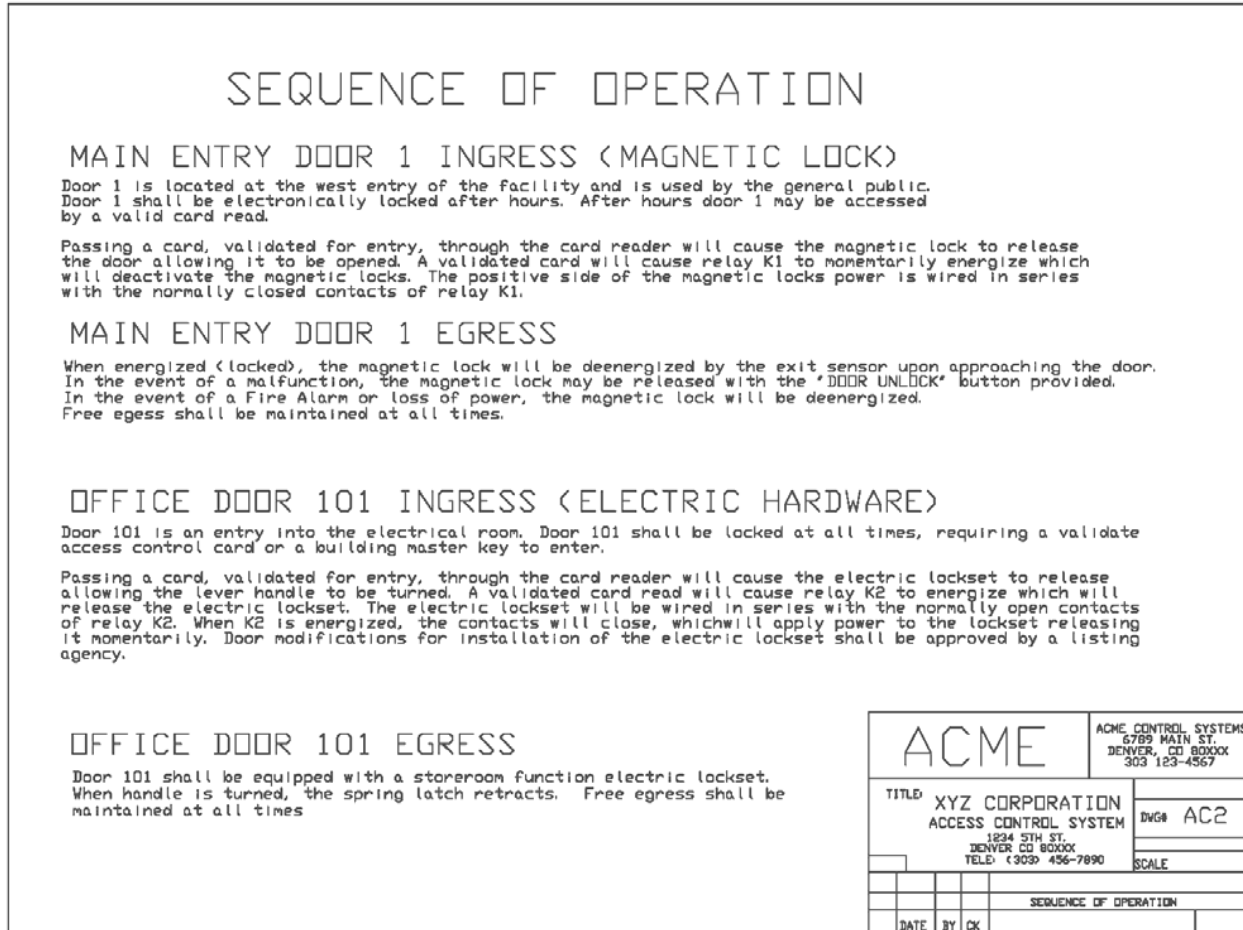 SEQUENCE OF OPERATION
MAIN ENTRY DOOR 1 INGRESS (MAGNETIC LOCK)
Door 1 is located at the west entry of the facility and is used by the general public.
Door 1 shall be electronically locked after hours. After hours door 1 may be accessed
by a valid card read.
Passing a card, validated for entry, through the card reader will cause the magnetic lock to release
the door allowing it to be opened. A validated card will cause relay K1 to momemtarily energize which
will deactivate the magnetic locks. The positive side of the magnetic locks power is wired in series
with the normally closed contacts of relay K1.
MAIN ENTRY DOOR 1 EGRESS
When energized (locked), the magnetic lock will be deenergized by the exit sensor upon approaching the door.
In the event of a malfunction, the magnetic lock may be released with the "DOOR UNLOCK" button provided.
In the event of a Fire Alarm or loss of power, the magnetic lock will be deenergized.
Free egess shall be maintained at all times.
OFFICE DOOR 101 INGRESS (ELECTRIC HARDWARE)
Door 101 is an entry into the electrical room. Door 101 shall be locked at all times, requiring a validate
access control card or a building master key to enter.
Passing a card, validated for entry, through the card reader will cause the electric lockset to release
allowing the lever handle to be turned. A validated card read will cause relay K2 to energize which will
release the electric lockset. The electric lockset will be wired in series with the normally open contacts
of relay K2. When K2 is energized, the contacts will close, whichwill apply power to the lockset releasing
it momentarily. Door modifications for installation of the electric lockset shall be approved by a listing
agency.
OFFICE DOOR 101 EGRESS
Door 101 shall be equipped with a storeroom function electric lockset.
When handle is turned, the spring latch retracts. Free egress shall be
maintained at all times
ACME
ACME CONTROL SYSTEMS
6789 MAIN ST.
DENVER, CO 80XXX
303 123-4567
TITLE:
XYZ CORPORATION
ACCESS CONTROL SYSTEM
1234 5TH ST.
DENVER CO 80XXX
TELE: (303) 456-7890
DWG# AC2
SCALE
SEQUENCE OF OPERATION
DATE BY CK